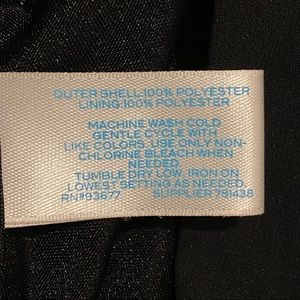 OUTER SHELL:100% POLYESTER
LINING:100% POLYESTER
MACHINE WASH COLD
GENTLE CYCLE WITH
LIKE COLORS. USE ONLY NON-
CHLORINE BLEACH WHEN
NEEDED
TUMBLE DRY LOW, IRON ON
LOWEST SETTING AS NEEDED
RN#93677 SUPPLIER 751438